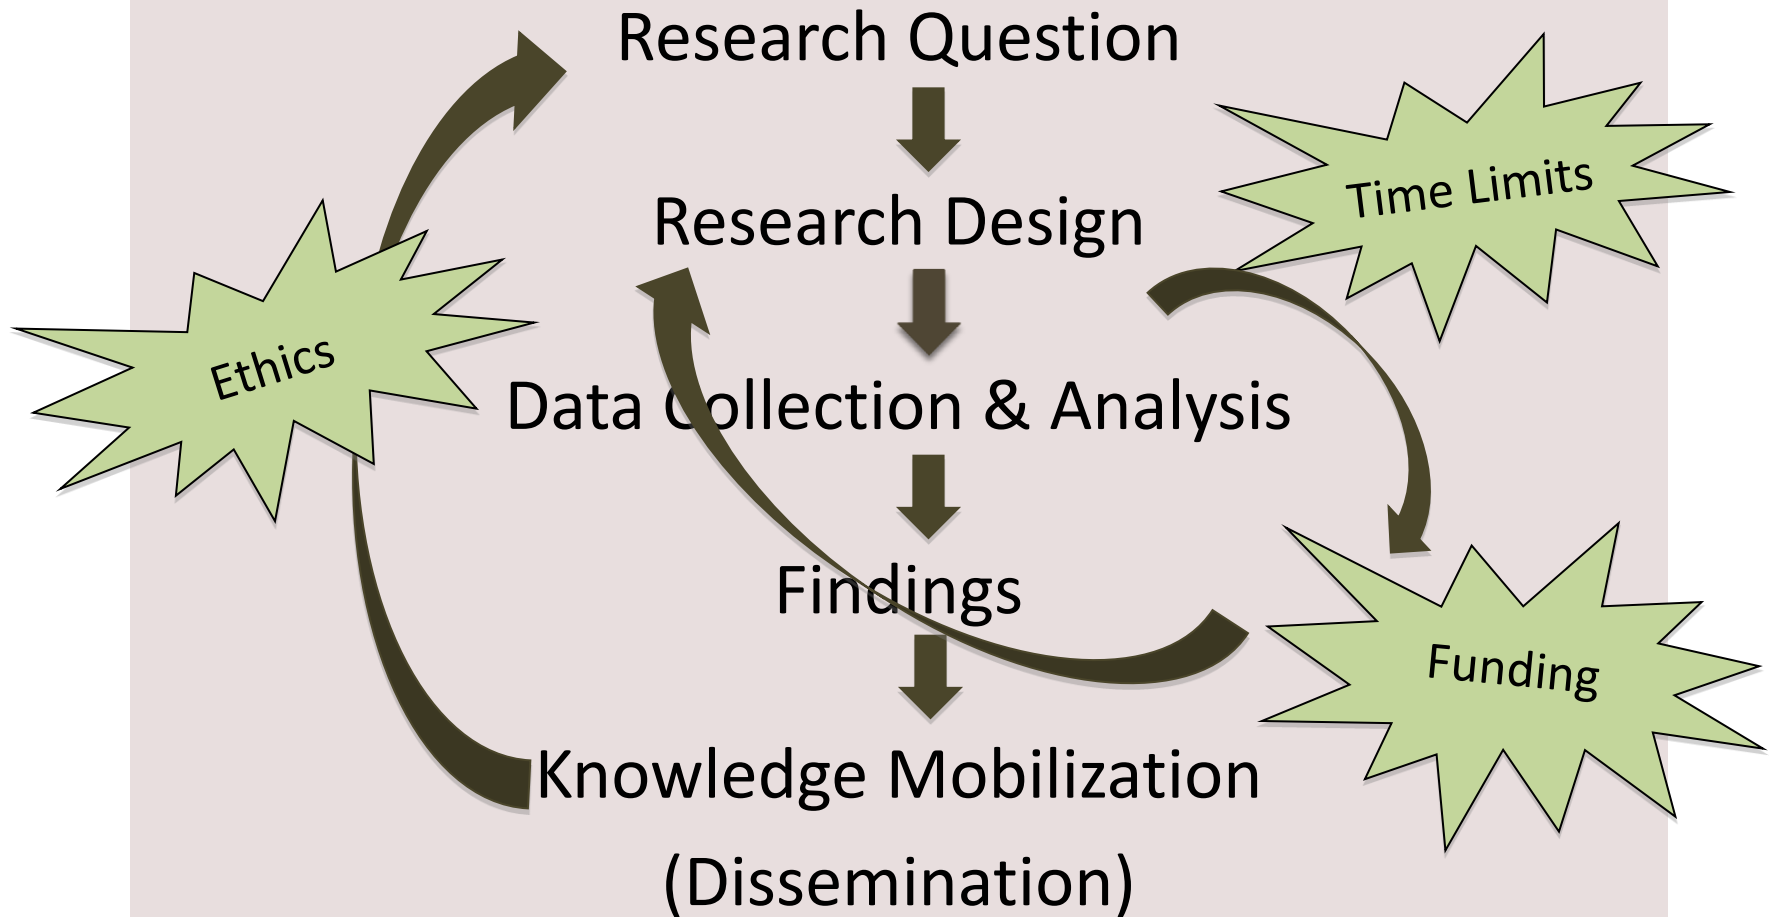 Research Question
Time Limits
Research Design
Ethics
Data Collection & Analysis
Findings
Funding
Knowledge Mobilization
(Dissemination)